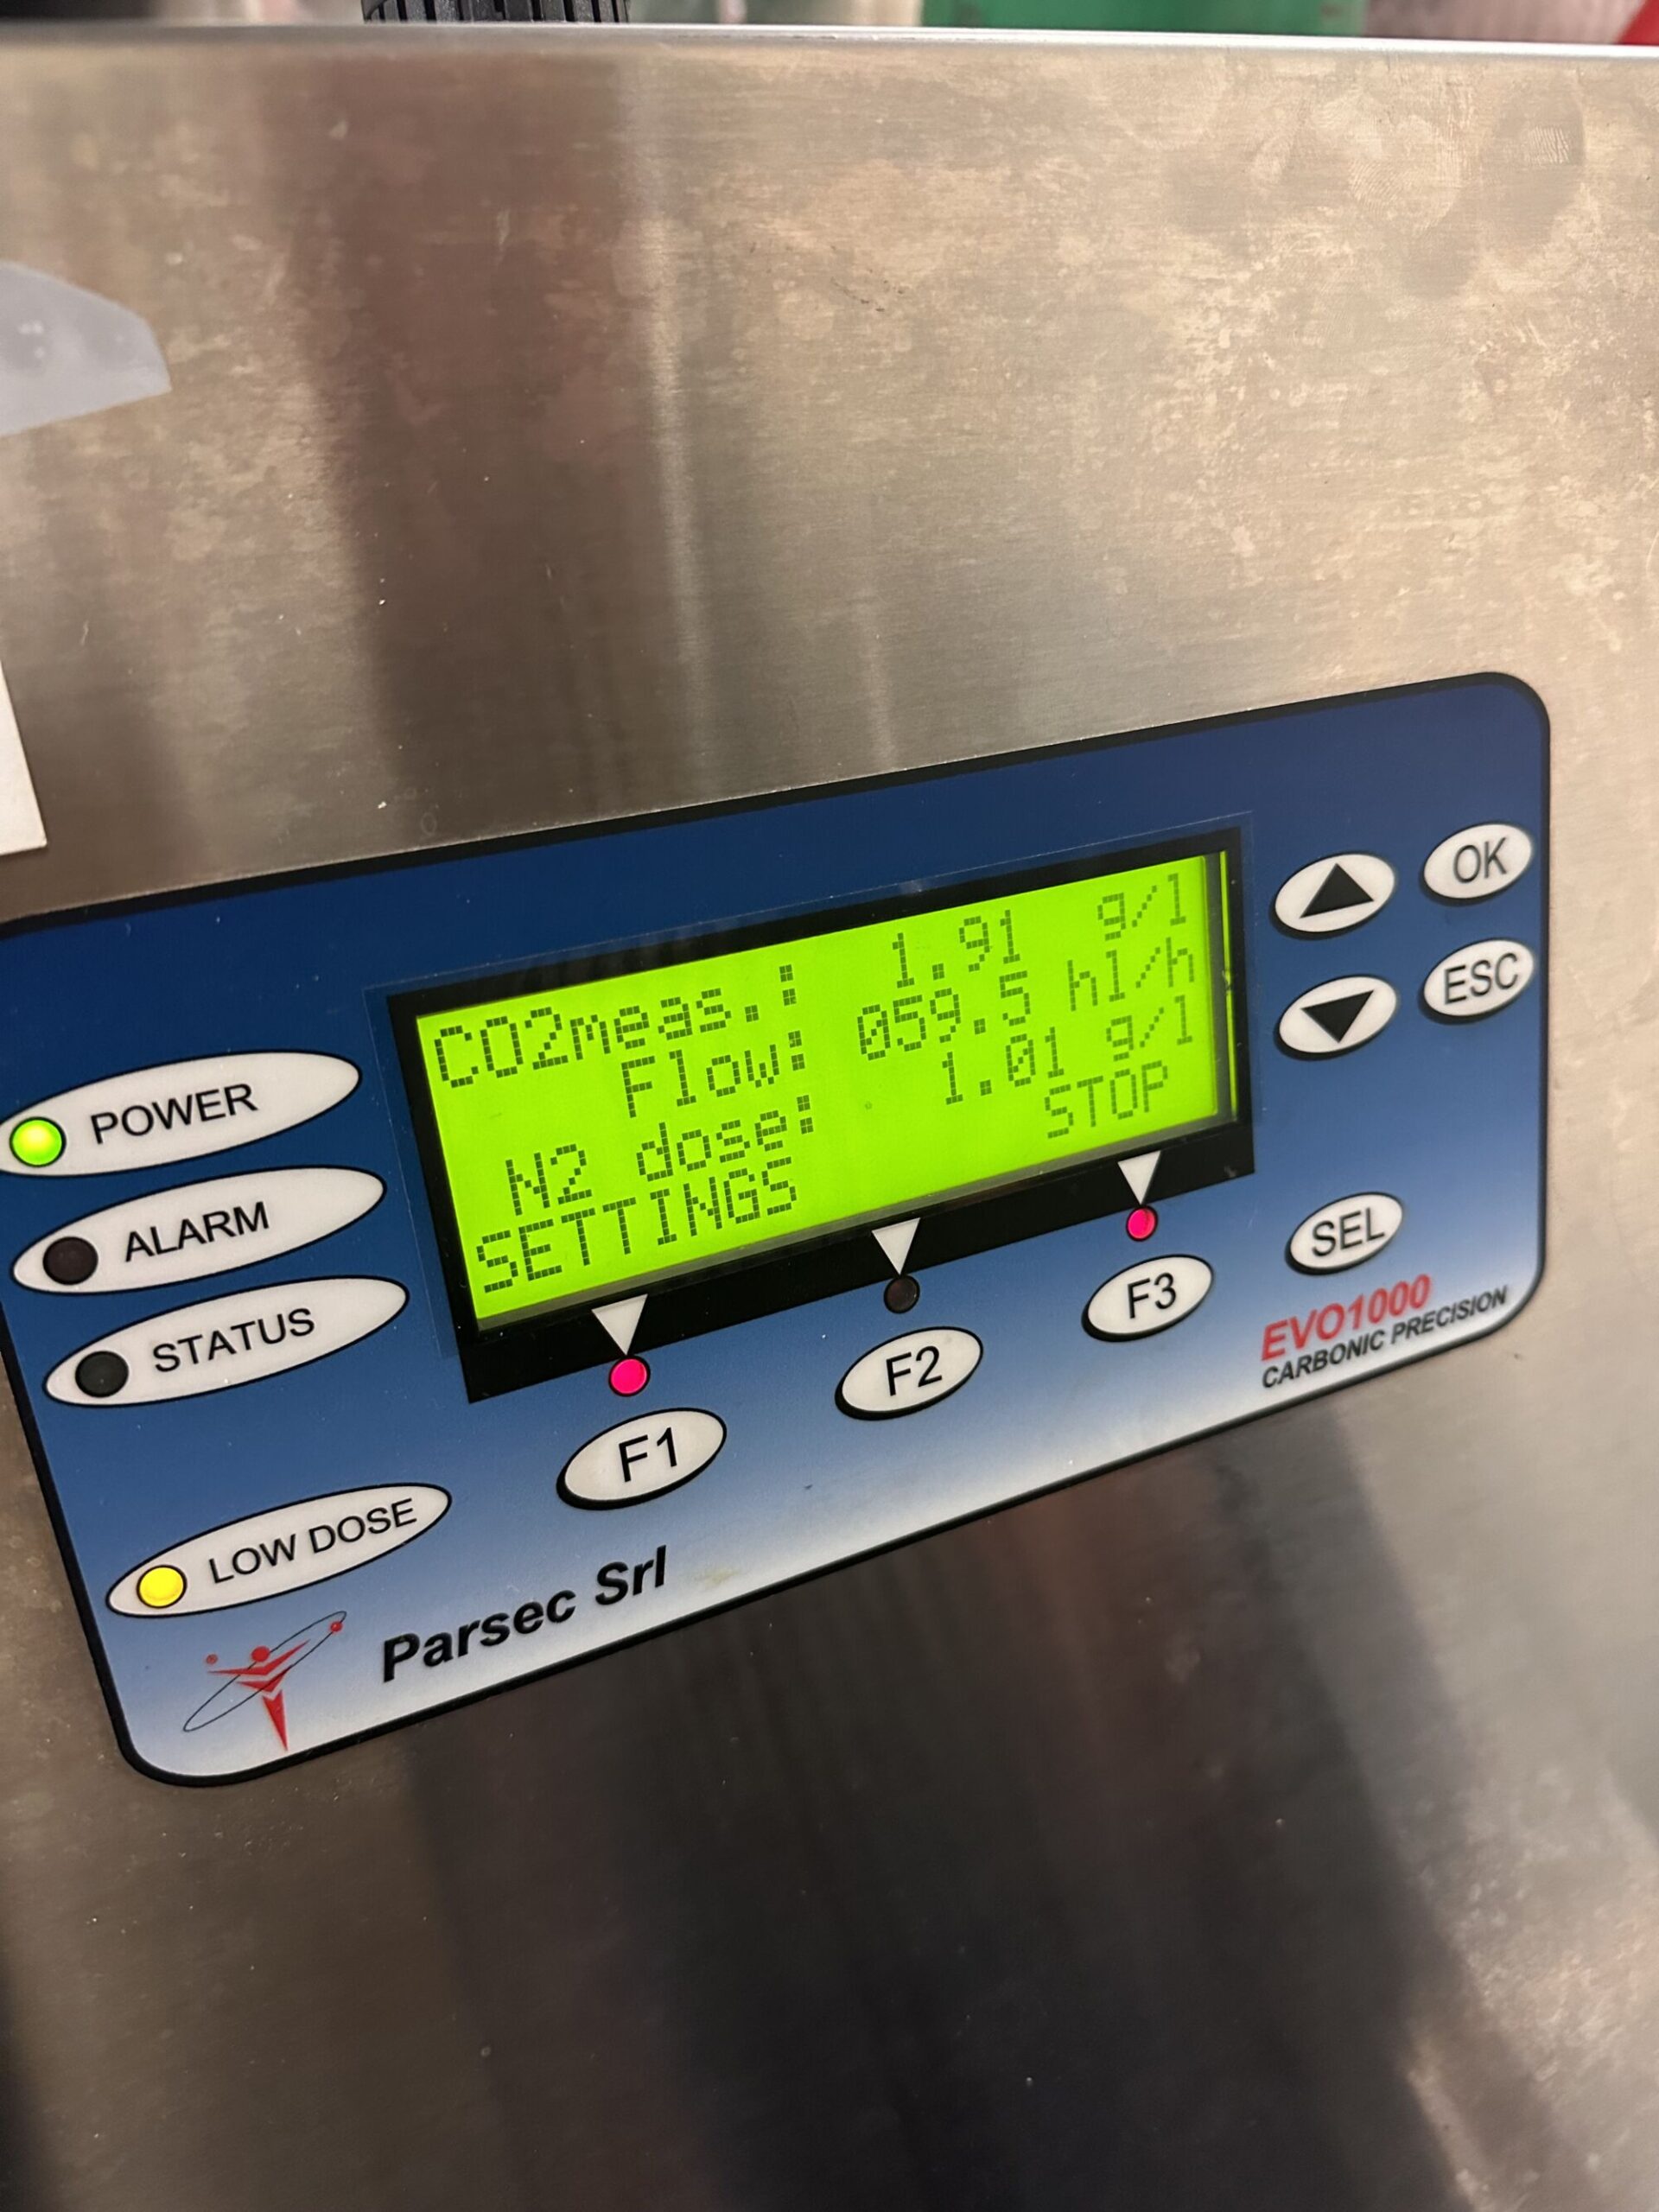 CO2meas.: 1.91 g/l
Flow: 059.5 hl/h
N2 dose: 1.01 g/l
SETTINGS STOP
OK
ESC
SEL
POWER
ALARM
STATUS
LOW DOSE
F1
F2
F3
EVO1000
CARBONIC PRECISION
Parsec Srl